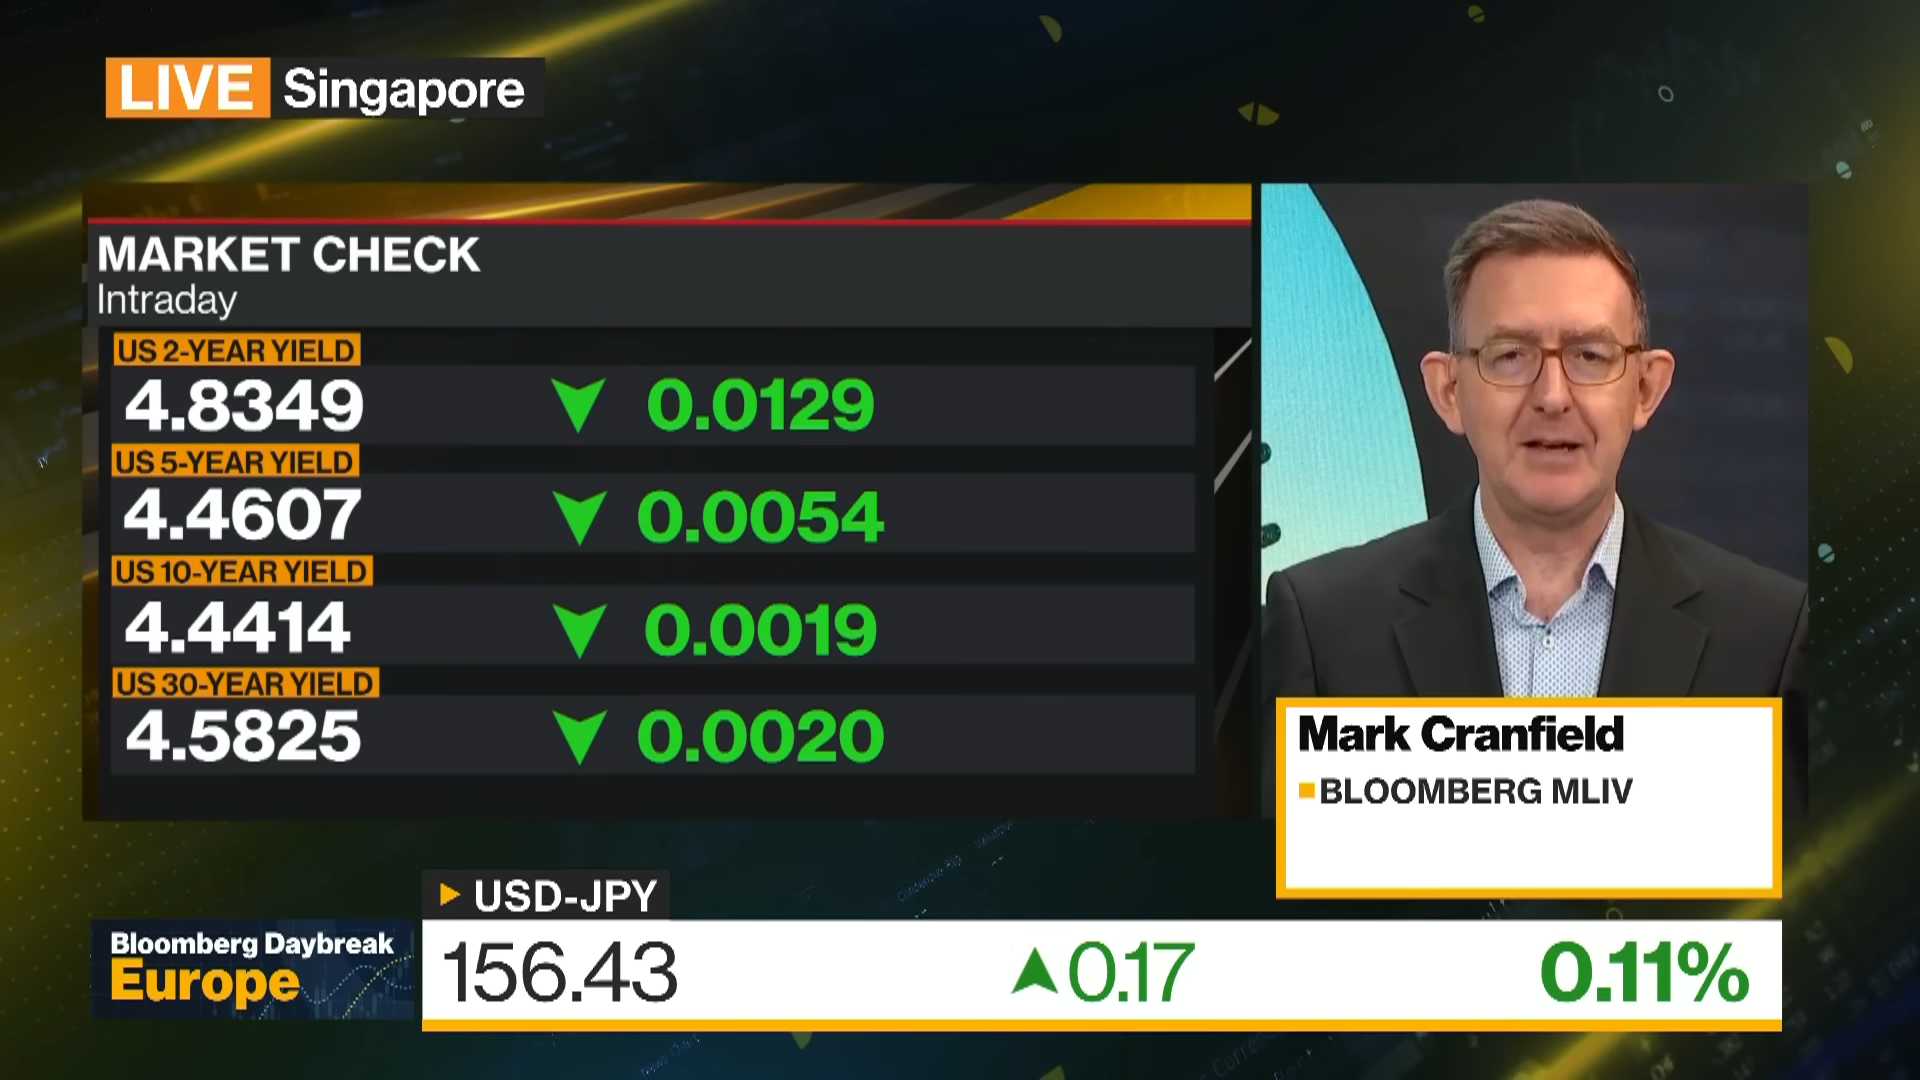 LIVE Singapore
MARKET CHECK
Intraday
US 2-YEAR YIELD
4.8349 ▼ 0.0129
US 5-YEAR YIELD
4.4607 ▼ 0.0054
US 10-YEAR YIELD
4.4414 ▼ 0.0019
US 30-YEAR YIELD
4.5825 ▼ 0.0020
Mark Cranfield
BLOOMBERG MLIV
USD-JPY
Bloomberg Daybreak
Europe
156.43 ▲ 0.17 0.11%